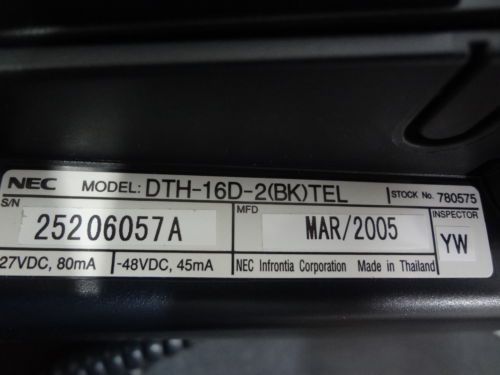 NEC MODEL: DTH-16D-2(BK)TEL STOCK No. 780575
S/N 25206057A MFD MAR/2005 INSPECTOR YW
27VDC, 80mA -48VDC, 45mA NEC Infrontia Corporation Made in Thailand